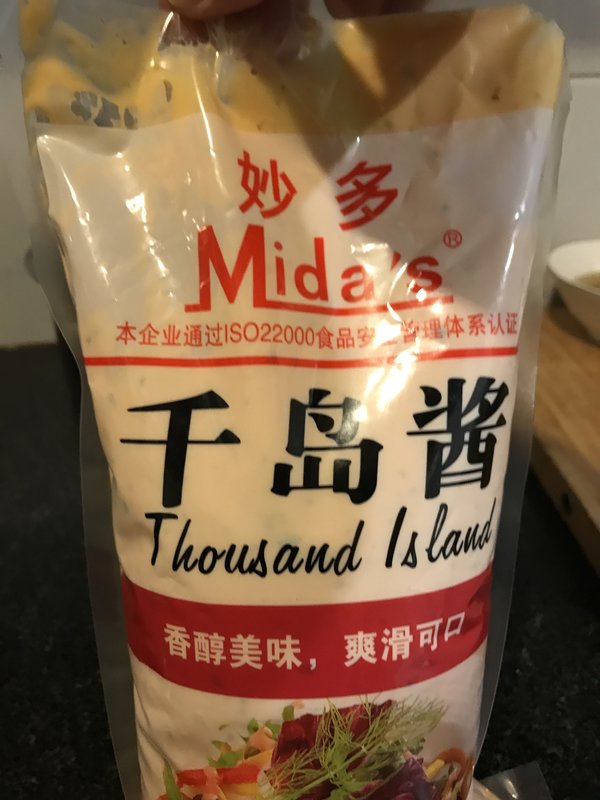 妙多
Mida's®
本企业通过ISO22000食品安全管理体系认证
千岛酱
Thousand Island
香醇美味，爽滑可口